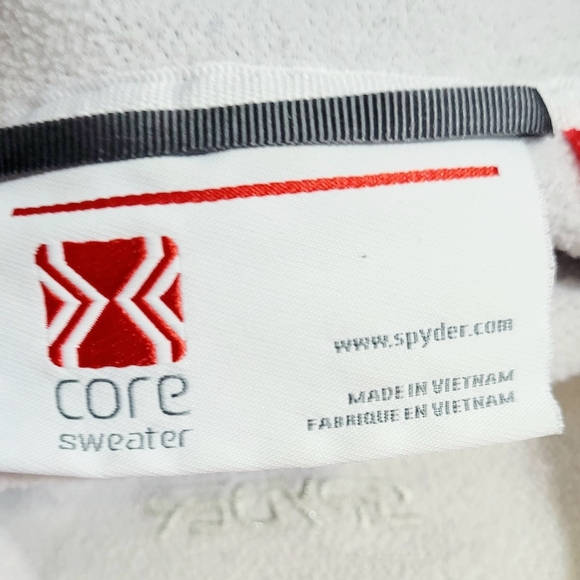 core
sweater
www.spyder.com
MADE IN VIETNAM
FABRIQUE EN VIETNAM